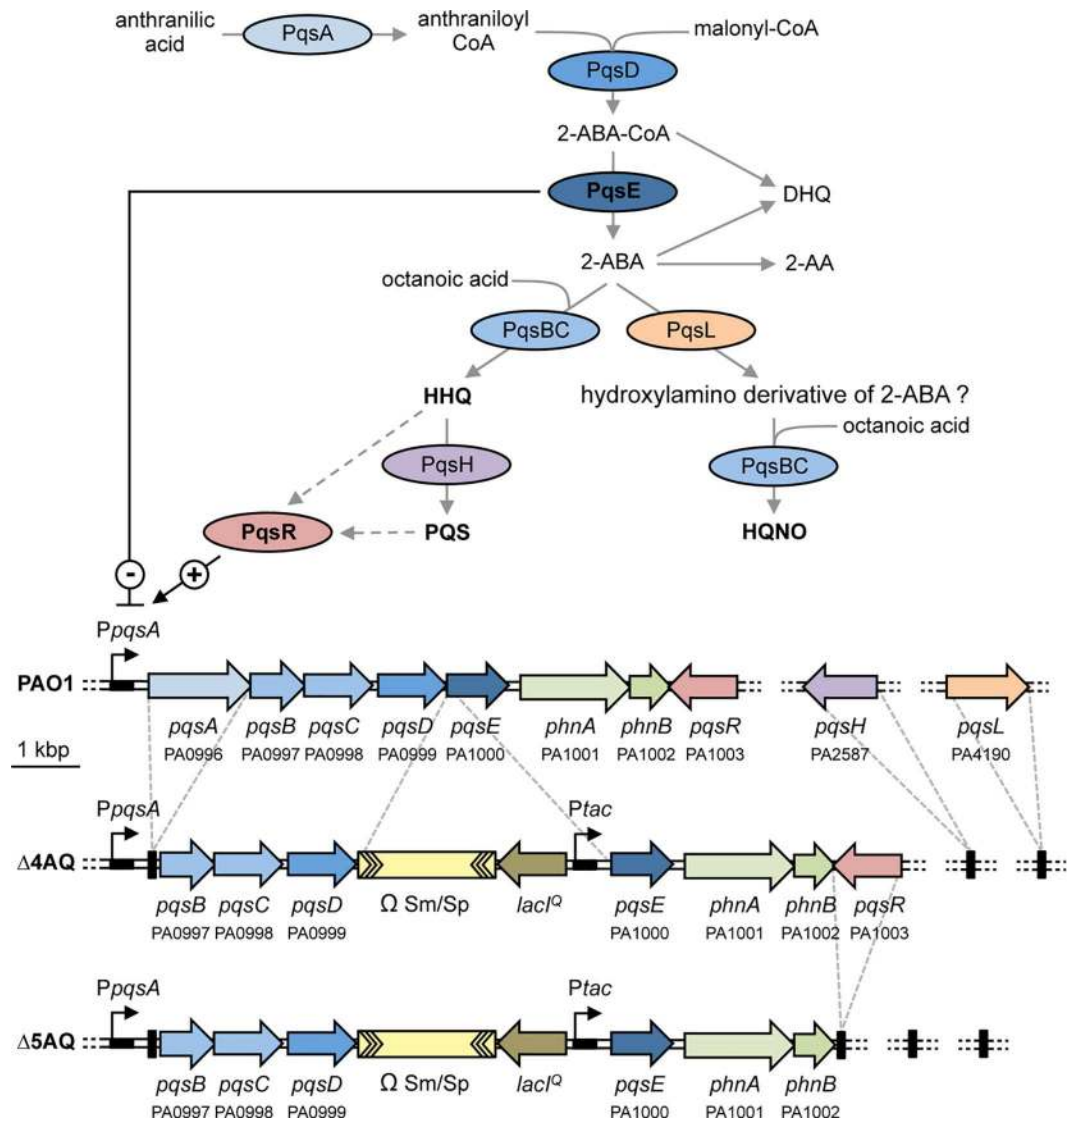 anthranilic acid
PqsA
anthraniloyl CoA
malonyl-CoA
PqsD
2-ABA-CoA
PqsE
DHQ
2-ABA
2-AA
octanoic acid
PqsBC
PqsL
HHQ
hydroxylamino derivative of 2-ABA ?
octanoic acid
PqsH
PqsBC
PqsR
PQS
HQNO
-
+
PpqsA
PAO1
pqsA pqsB pqsC pqsD pqsE phnA phnB pqsR pqsH pqsL
PA0996 PA0997 PA0998 PA0999 PA1000 PA1001 PA1002 PA1003 PA2587 PA4190
1 kbp
PpqsA Ptac
Δ4AQ
pqsB pqsC pqsD Ω Sm/Sp lacIQ pqsE phnA phnB pqsR
PA0997 PA0998 PA0999 PA1000 PA1001 PA1002 PA1003
PpqsA Ptac
Δ5AQ
pqsB pqsC pqsD Ω Sm/Sp lacIQ pqsE phnA phnB
PA0997 PA0998 PA0999 PA1000 PA1001 PA1002